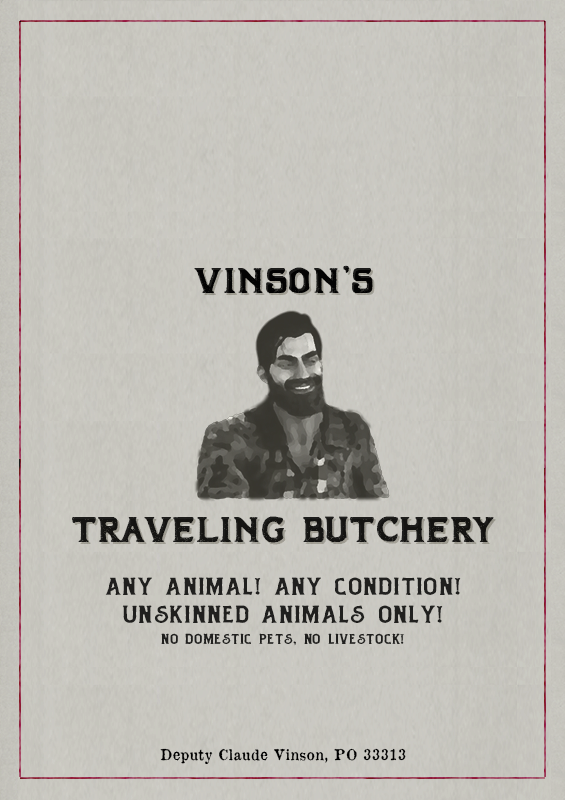 VINSON'S
TRAVELING BUTCHERY
ANY ANIMAL! ANY CONDITION!
UNSKINNED ANIMALS ONLY!
NO DOMESTIC PETS, NO LIVESTOCK!
Deputy Claude Vinson, PO 33313